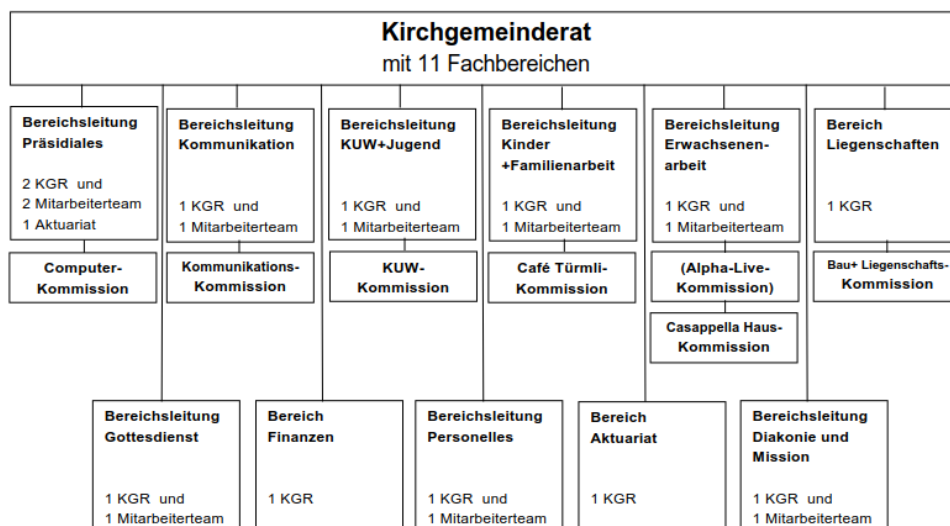 Kirchgemeinderat
mit 11 Fachbereichen
Bereichsleitung
Präsidiales
2 KGR und
2 Mitarbeiterteam
1 Aktuariat
Computer-
Kommission
Bereichsleitung
Kommunikation
1 KGR und
1 Mitarbeiterteam
Kommunikations-
Kommission
Bereichsleitung
KUW+Jugend
1 KGR und
1 Mitarbeiterteam
KUW-
Kommission
Bereichsleitung
Kinder
+Familienarbeit
1 KGR und
1 Mitarbeiterteam
Café Türmli-
Kommission
Bereichsleitung
Erwachsenen-
arbeit
1 KGR und
1 Mitarbeiterteam
(Alpha-Live-
Kommission)
Casappella Haus-
Kommission
Bereich
Liegenschaften
1 KGR
Bau+ Liegenschafts-
Kommission
Bereichsleitung
Gottesdienst
1 KGR und
1 Mitarbeiterteam
Bereich
Finanzen
1 KGR
Bereichsleitung
Personelles
1 KGR und
1 Mitarbeiterteam
Bereich
Aktuariat
1 KGR
Bereichsleitung
Diakonie und
Mission
1 KGR und
1 Mitarbeiterteam